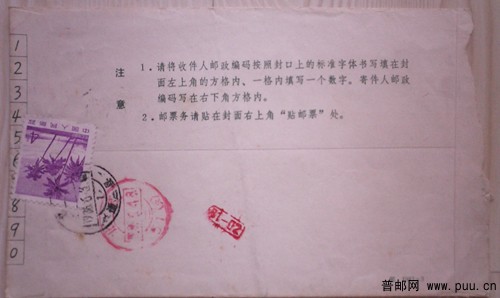 1
2
3
4
注意
1．请将收件人邮政编码按照封口上的标准字体书写填在封
面左上角的方格内、一格内填写一个数字。寄件人邮政
编码写在右下角方格内。
2．邮票务请贴在封面右上角“贴邮票”处。
中国人民邮政
4
8
9
0
普邮网 www.puu.cn